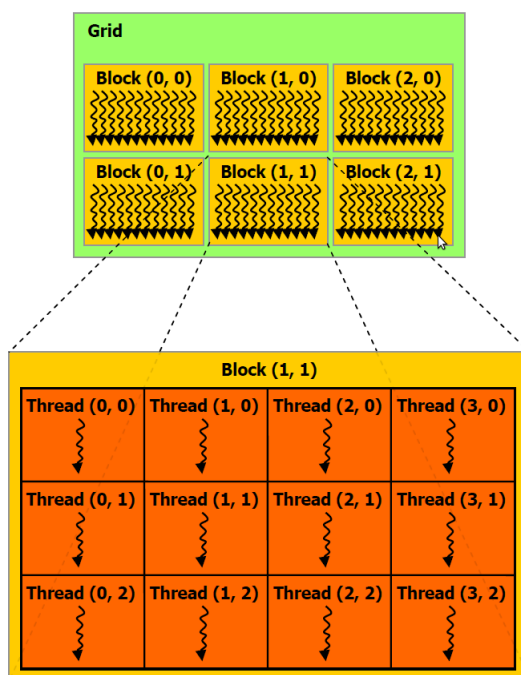 Grid
Block (0, 0) Block (1, 0) Block (2, 0)
Block (0, 1) Block (1, 1) Block (2, 1)
Block (1, 1)
Thread (0, 0) Thread (1, 0) Thread (2, 0) Thread (3, 0)
Thread (0, 1) Thread (1, 1) Thread (2, 1) Thread (3, 1)
Thread (0, 2) Thread (1, 2) Thread (2, 2) Thread (3, 2)